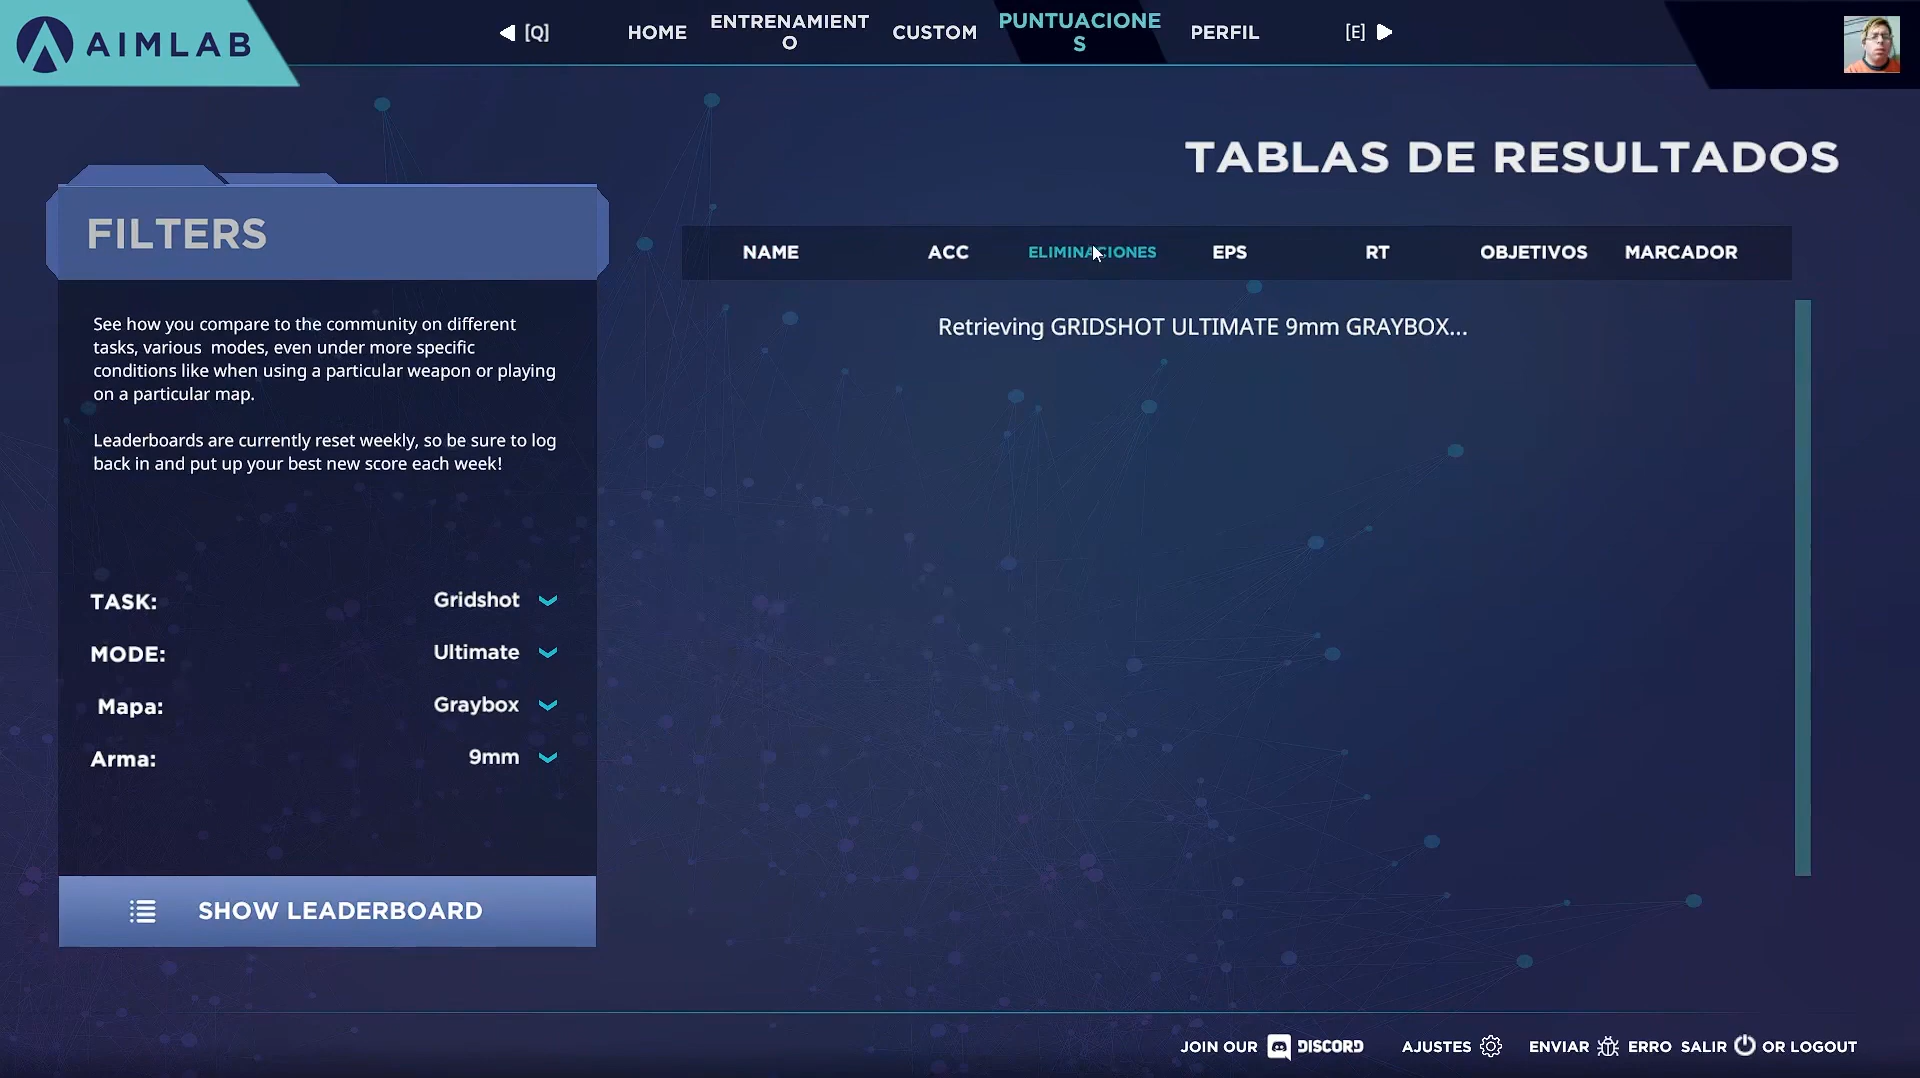 AIMLAB
[Q]
HOME
ENTRENAMIENT
O
CUSTOM
PUNTUACIONE
S
PERFIL
[E]
TABLAS DE RESULTADOS
FILTERS
See how you compare to the community on different
tasks, various modes, even under more specific
conditions like when using a particular weapon or playing
on a particular map.
Leaderboards are currently reset weekly, so be sure to log
back in and put up your best new score each week!
TASK: Gridshot
MODE: Ultimate
Mapa: Graybox
Arma: 9mm
SHOW LEADERBOARD
NAME ACC ELIMINACIONES EPS RT OBJETIVOS MARCADOR
Retrieving GRIDSHOT ULTIMATE 9mm GRAYBOX...
JOIN OUR DISCORD AJUSTES ENVIAR ERRO SALIR OR LOGOUT